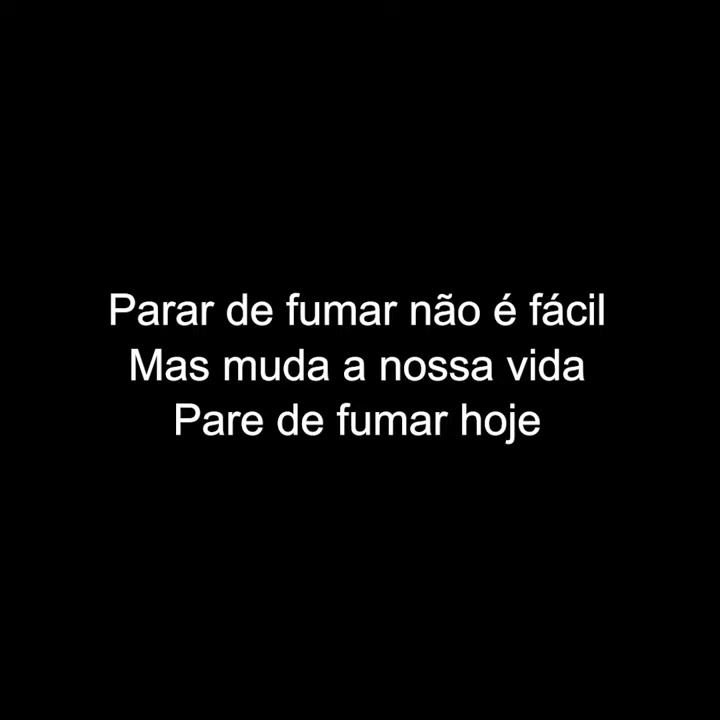 Parar de fumar não é fácil
Mas muda a nossa vida
Pare de fumar hoje